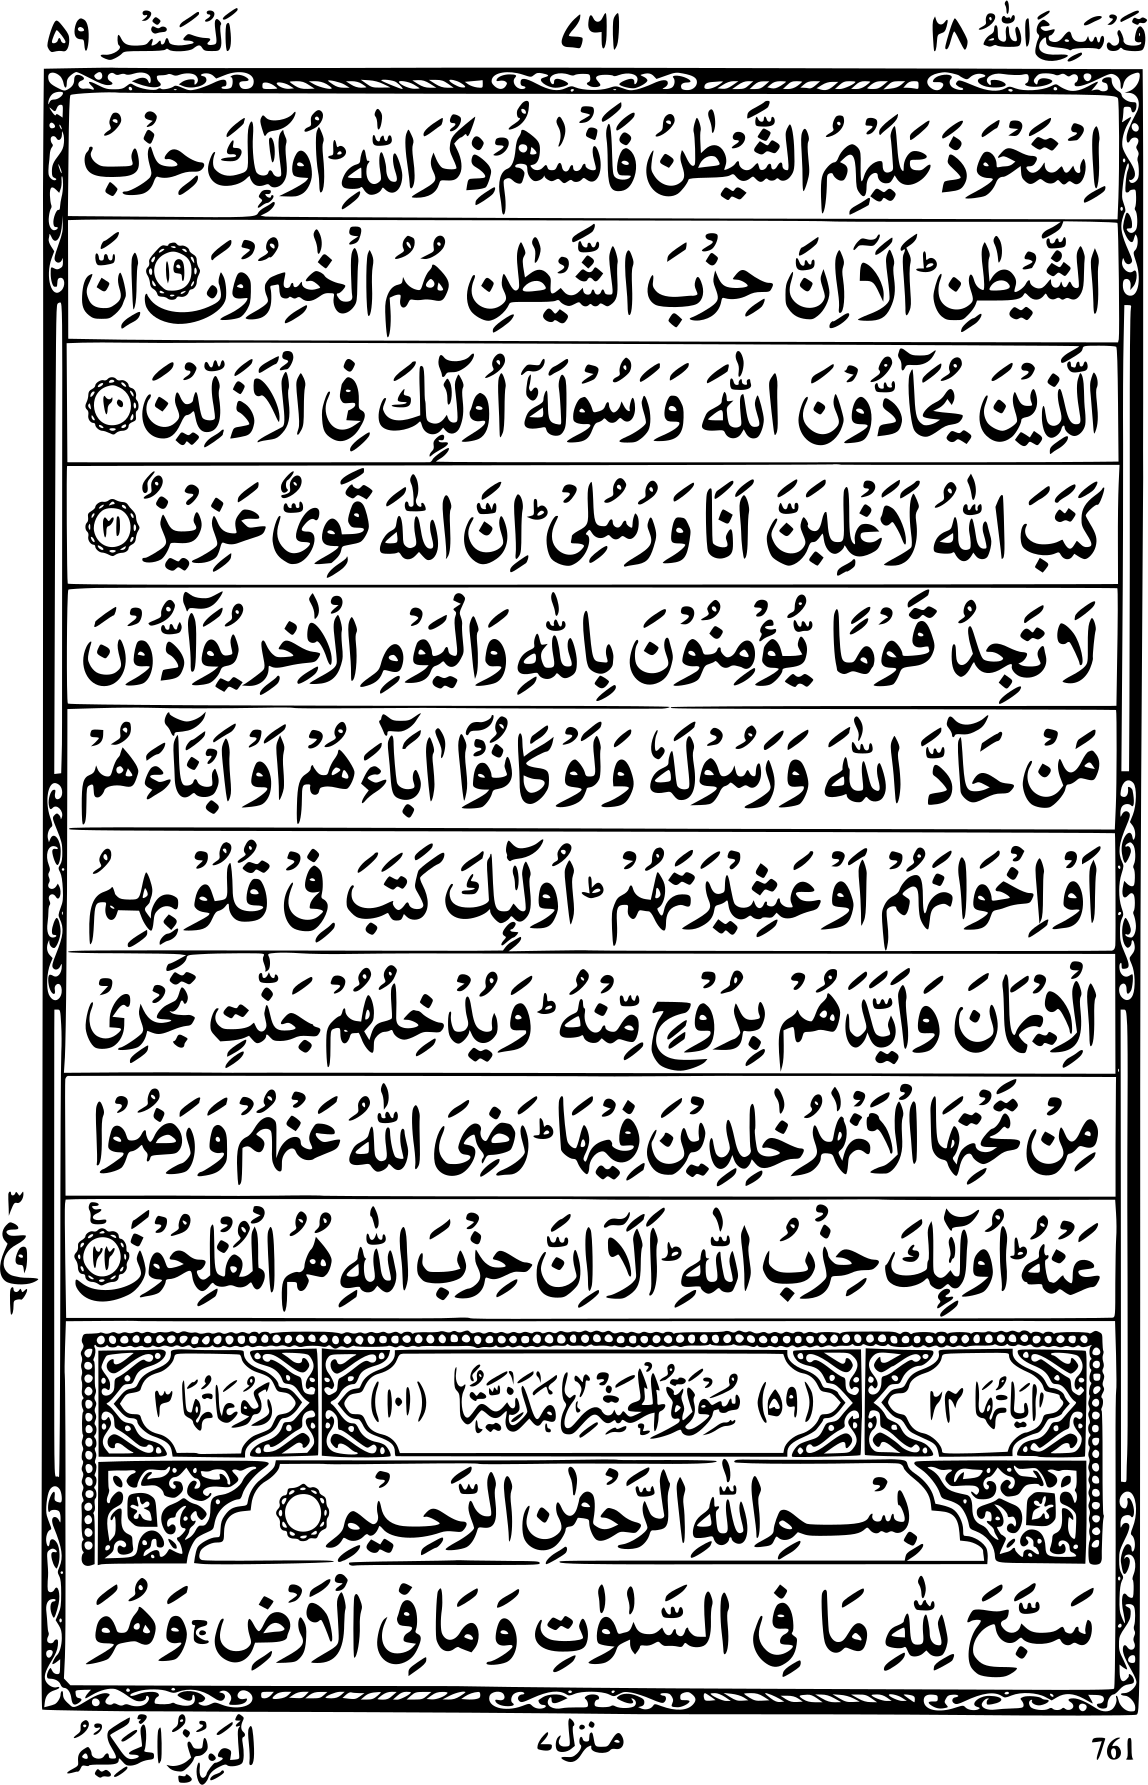 قَدْ سَمِعَ اللّٰهُ ٢٨ ٧٦١ اَلْحَشْر ٥٩
اِسْتَحْوَذَ عَلَيْهِمُ الشَّيْطٰنُ فَاَنْسٰىهُمْ ذِكْرَ اللّٰهِؕ اُولٰٓئِكَ حِزْبُ
الشَّيْطٰنِؕ اَلَاۤ اِنَّ حِزْبَ الشَّيْطٰنِ هُمُ الْخٰسِرُوْنَ ۝١٩ اِنَّ
الَّذِيْنَ يُحَآدُّوْنَ اللّٰهَ وَرَسُوْلَهٗۤ اُولٰٓئِكَ فِى الْاَذَلِّيْنَ ۝٢٠
كَتَبَ اللّٰهُ لَاَغْلِبَنَّ اَنَا وَرُسُلِىْؕ اِنَّ اللّٰهَ قَوِىٌّ عَزِيْزٌ ۝٢١
لَا تَجِدُ قَوْمًا يُّؤْمِنُوْنَ بِاللّٰهِ وَالْيَوْمِ الْاٰخِرِ يُوَآدُّوْنَ
مَنْ حَآدَّ اللّٰهَ وَرَسُوْلَهٗ وَلَوْ كَانُوْۤا اٰبَآءَهُمْ اَوْ اَبْنَآءَهُمْ
اَوْ اِخْوَانَهُمْ اَوْ عَشِيْرَتَهُمْؕ اُولٰٓئِكَ كَتَبَ فِىْ قُلُوْبِهِمُ
الْاِيْمَانَ وَاَيَّدَهُمْ بِرُوْحٍ مِّنْهُؕ وَيُدْخِلُهُمْ جَنّٰتٍ تَجْرِىْ
مِنْ تَحْتِهَا الْاَنْهٰرُ خٰلِدِيْنَ فِيْهَاؕ رَضِىَ اللّٰهُ عَنْهُمْ وَرَضُوْا
عَنْهُؕ اُولٰٓئِكَ حِزْبُ اللّٰهِؕ اَلَاۤ اِنَّ حِزْبَ اللّٰهِ هُمُ الْمُفْلِحُوْنَ ۝٢٢ ع
٣
ع
٩
٣
اٰيَاتُهَا ٢٤ (٥٩) سُوْرَةُ الْحَشْرِ مَدَنِيَّةٌ (١٠١) رُكُوْعَاتُهَا ٣
بِسْمِ اللّٰهِ الرَّحْمٰنِ الرَّحِيْمِ ۝
سَبَّحَ لِلّٰهِ مَا فِى السَّمٰوٰتِ وَمَا فِى الْاَرْضِۚ وَهُوَ
الْعَزِيْزُ الْحَكِيْمُ
منزل ٧
761